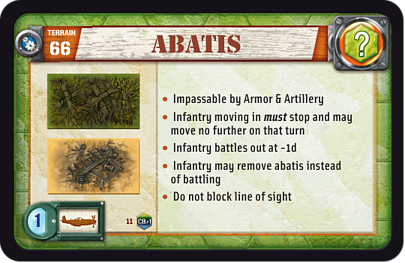 TERRAIN
66
ABATIS
?
• Impassable by Armor & Artillery
• Infantry moving in must stop and may
move no further on that turn
• Infantry battles out at -1d
• Infantry may remove abatis instead
of battling
• Do not block line of sight
1
11